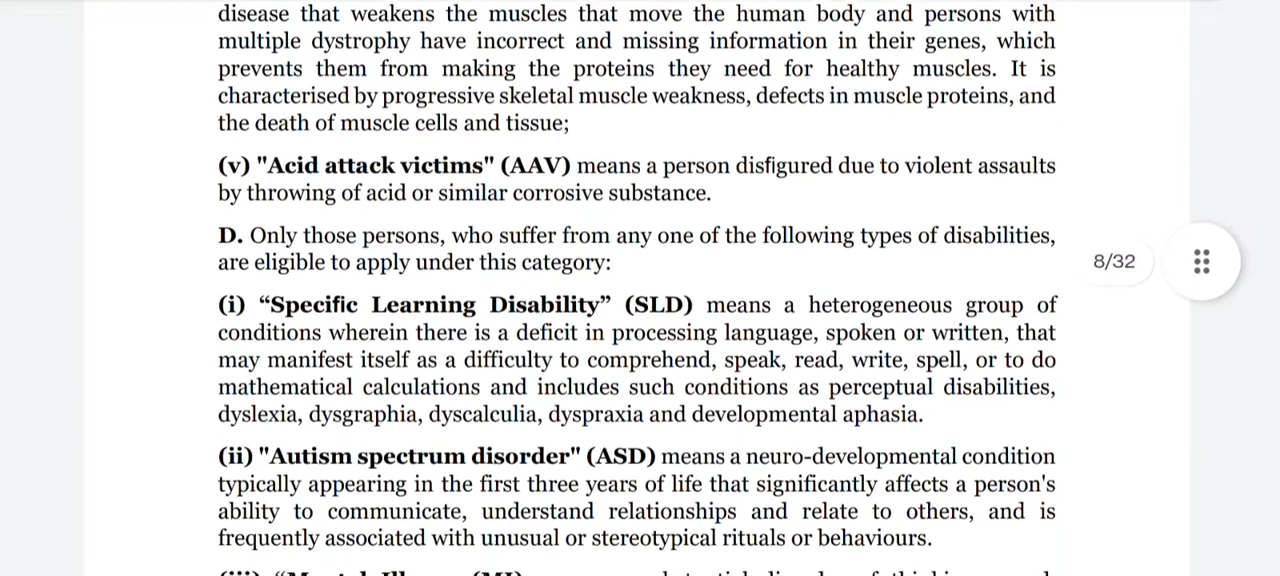 disease that weakens the muscles that move the human body and persons with
multiple dystrophy have incorrect and missing information in their genes, which
prevents them from making the proteins they need for healthy muscles. It is
characterised by progressive skeletal muscle weakness, defects in muscle proteins, and
the death of muscle cells and tissue;
(v) "Acid attack victims" (AAV) means a person disfigured due to violent assaults
by throwing of acid or similar corrosive substance.
D. Only those persons, who suffer from any one of the following types of disabilities,
are eligible to apply under this category:
8/32
(i) “Specific Learning Disability” (SLD) means a heterogeneous group of
conditions wherein there is a deficit in processing language, spoken or written, that
may manifest itself as a difficulty to comprehend, speak, read, write, spell, or to do
mathematical calculations and includes such conditions as perceptual disabilities,
dyslexia, dysgraphia, dyscalculia, dyspraxia and developmental aphasia.
(ii) "Autism spectrum disorder" (ASD) means a neuro-developmental condition
typically appearing in the first three years of life that significantly affects a person's
ability to communicate, understand relationships and relate to others, and is
frequently associated with unusual or stereotypical rituals or behaviours.